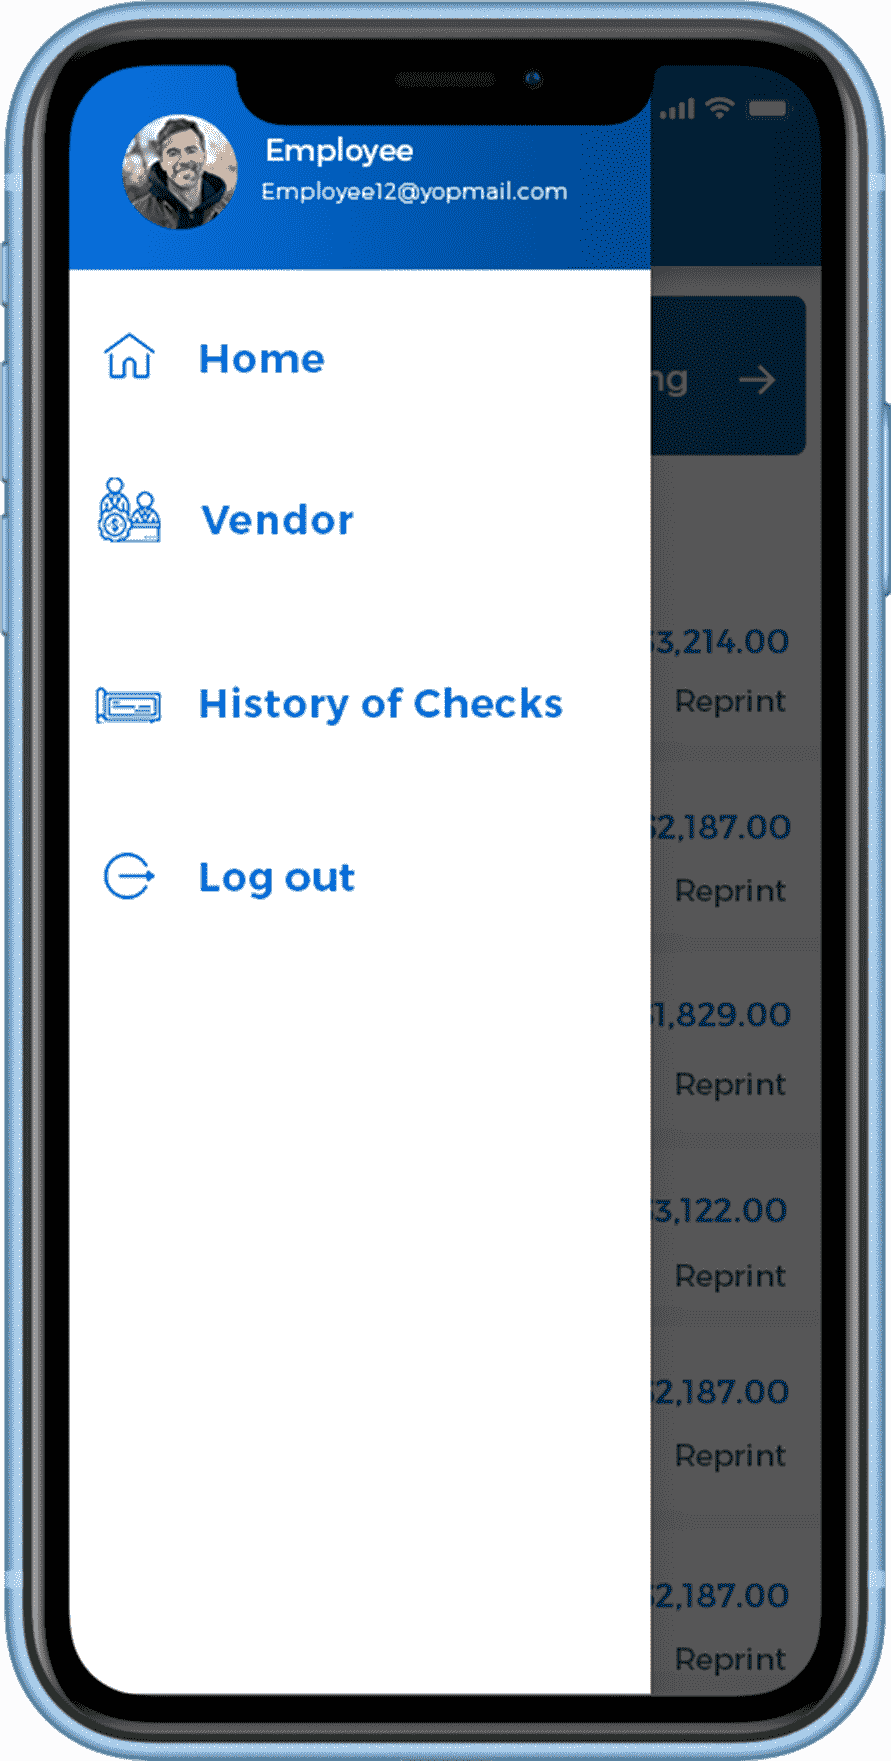 Employee
Employee12@yopmail.com
Home
Vendor
History of Checks
Log out
3,214.00
Reprint
2,187.00
Reprint
1,829.00
Reprint
3,122.00
Reprint
2,187.00
Reprint
2,187.00
Reprint